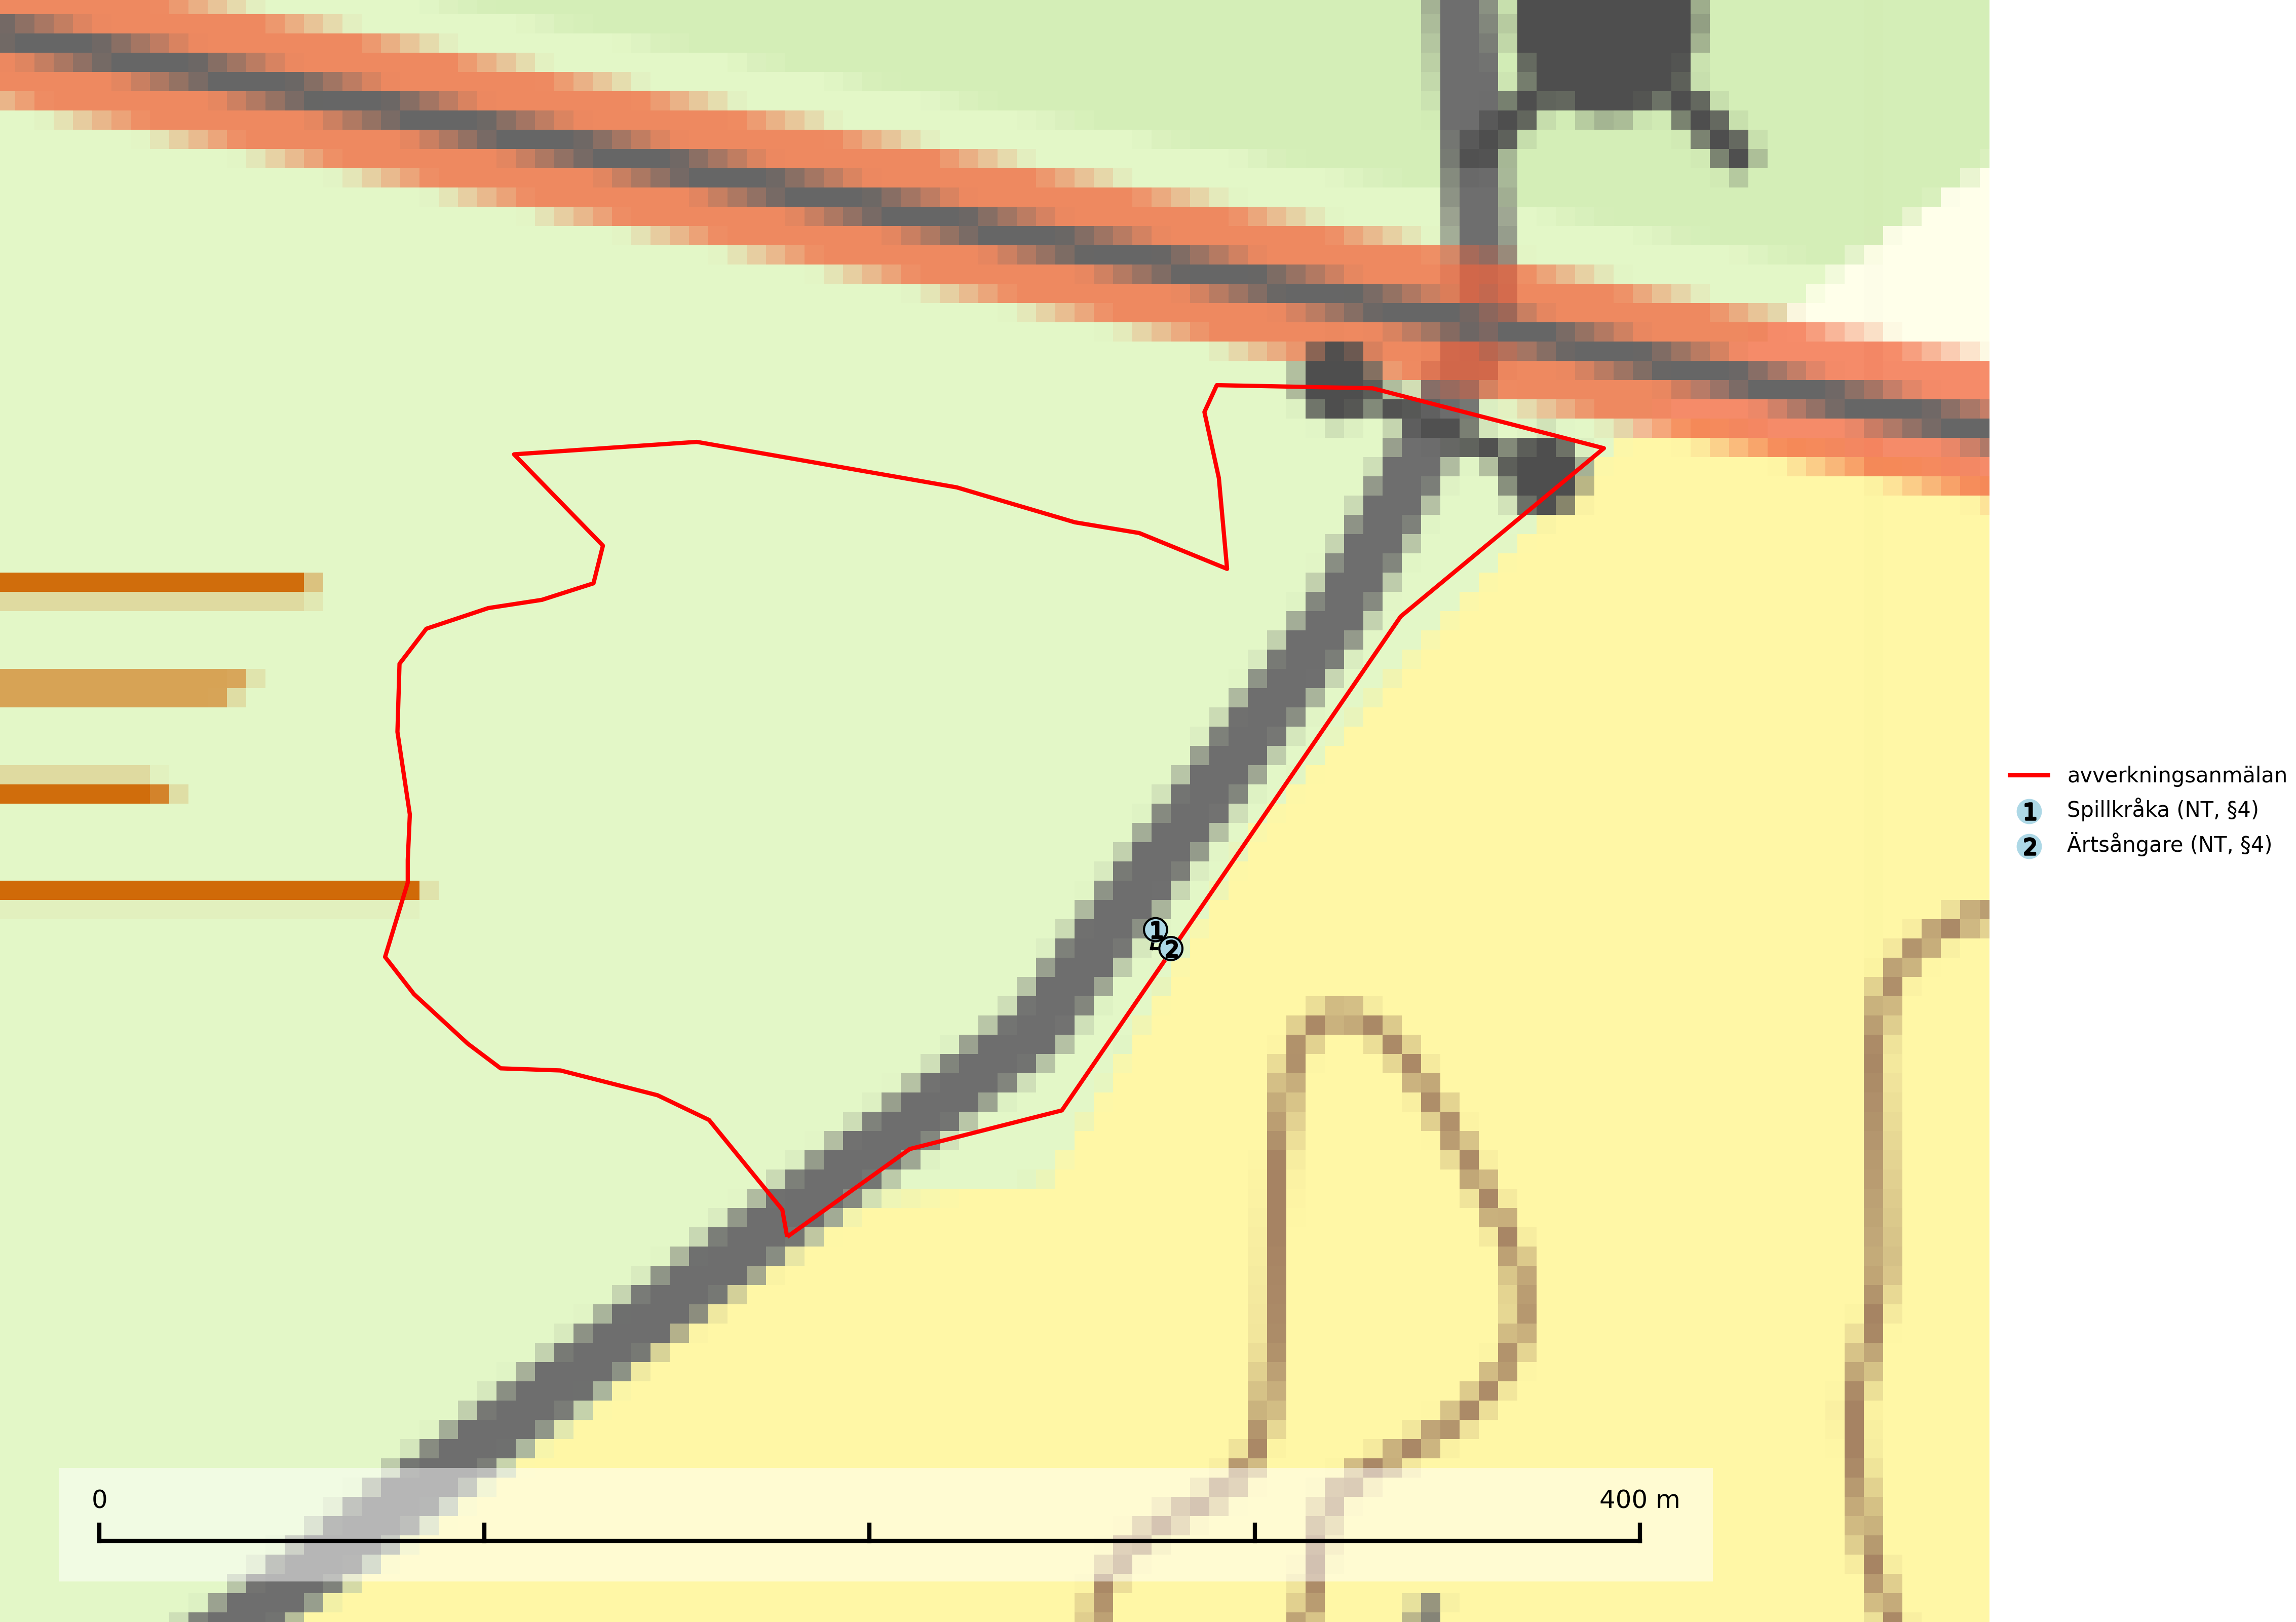 avverkningsanmälan
1 Spillkråka (NT, §4)
2 Ärtsångare (NT, §4)
1
2
0 400 m